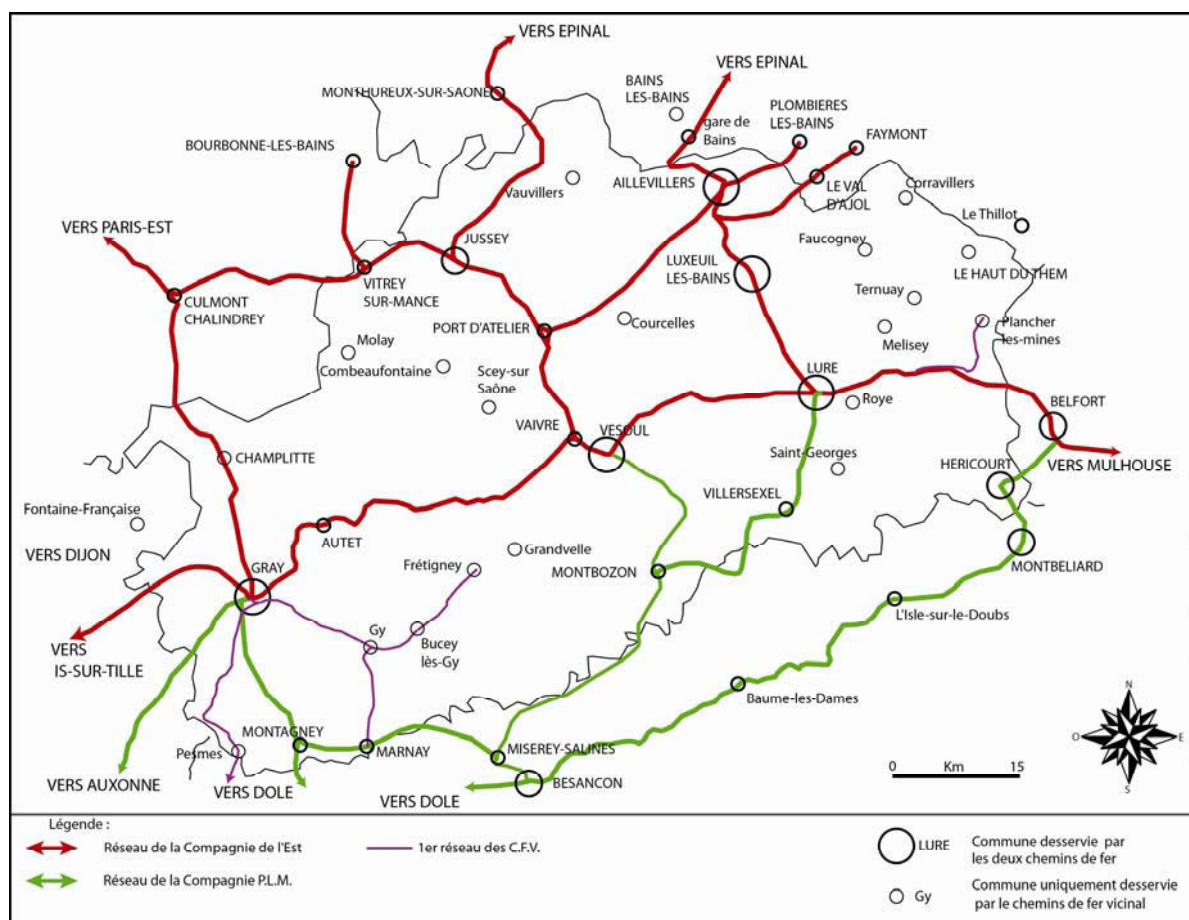 VERS EPINAL
VERS EPINAL
MONTHUREUX-SUR-SAONE
BAINS
LES-BAINS
gare de
Bains
PLOMBIERES
LES-BAINS
FAYMONT
BOURBONNE-LES-BAINS
Vauvillers
AILLEVILLERS
LE VAL
D'AJOL
Corravillers
Le Thillot
VERS PARIS-EST
JUSSEY
LUXEUIL
LES-BAINS
Faucogney
LE HAUT DU THEM
CULMONT
CHALINDREY
VITREY
SUR-MANCE
Ternuay
PORT D'ATELIER
Courcelles
Plancher
les-mines
Melisey
Molay
Combeaufontaine
Scey-sur
Saône
LURE
Roye
BELFORT
VAIVRE
VESOUL
CHAMPLITTE
Saint-Georges
VERS MULHOUSE
HERICOURT
VILLERSEXEL
Fontaine-Française
AUTET
VERS DIJON
Grandvelle
MONTBOZON
MONTBELIARD
GRAY
Frétigney
L'Isle-sur-le-Doubs
VERS
IS-SUR-TILLE
Gy
Bucey
lès-Gy
Baume-les-Dames
MONTAGNEY
Pesmes
MARNAY
MISEREY-SALINES
BESANCON
VERS AUXONNE
VERS DOLE
VERS DOLE
N
O
E
S
0 Km 15
Légende :
Réseau de la Compagnie de l'Est
1er réseau des C.F.V.
Réseau de la Compagnie P.L.M.
LURE
Commune desservie par
les deux chemins de fer
Gy
Commune uniquement desservie
par le chemins de fer vicinal